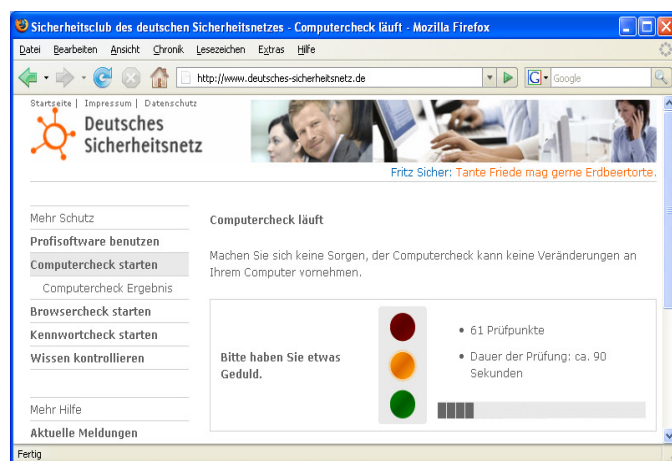 Sicherheitsclub des deutschen Sicherheitsnetzes - Computercheck läuft - Mozilla Firefox
Datei Bearbeiten Ansicht Chronik Lesezeichen Extras Hilfe
http://www.deutsches-sicherheitsnetz.de
G Google
Startseite | Impressum | Datenschutz
Deutsches
Sicherheitsnetz
Fritz Sicher: Tante Friede mag gerne Erdbeertorte.
Mehr Schutz
Profisoftware benutzen
Computercheck starten
Computercheck Ergebnis
Browsercheck starten
Kennwortcheck starten
Wissen kontrollieren
Mehr Hilfe
Aktuelle Meldungen
Computercheck läuft
Machen Sie sich keine Sorgen, der Computercheck kann keine Veränderungen an
Ihrem Computer vornehmen.
Bitte haben Sie etwas
Geduld.
• 61 Prüfpunkte
• Dauer der Prüfung: ca. 90
Sekunden
Fertig